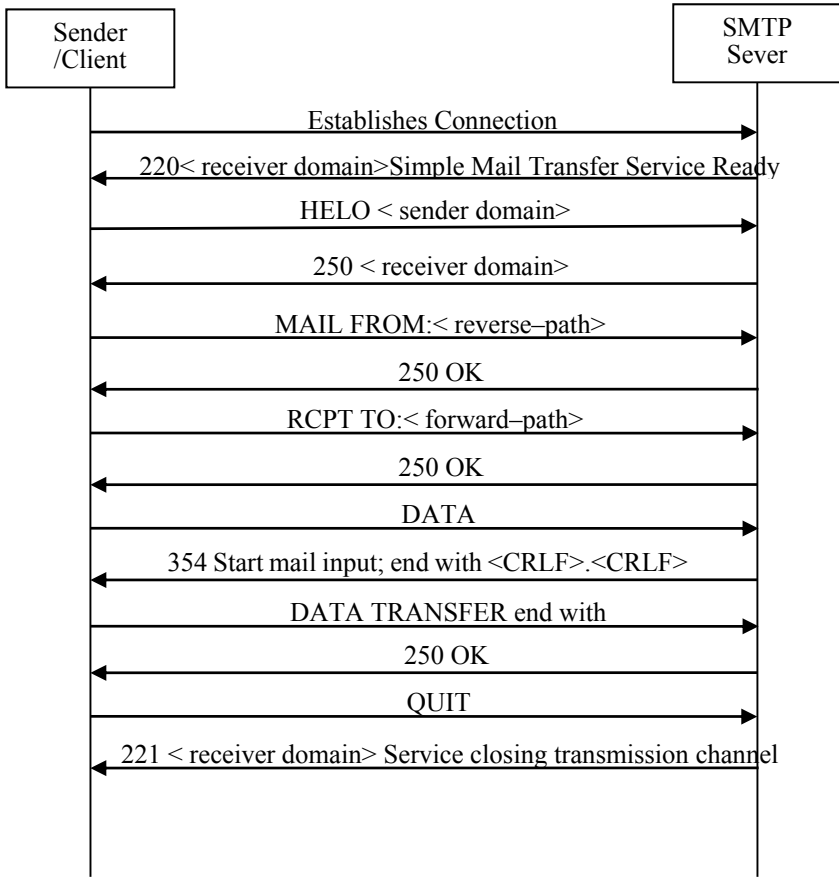 Sender
/Client
SMTP
Sever
Establishes Connection
220< receiver domain>Simple Mail Transfer Service Ready
HELO < sender domain>
250 < receiver domain>
MAIL FROM:< reverse–path>
250 OK
RCPT TO:< forward–path>
250 OK
DATA
354 Start mail input; end with <CRLF>.<CRLF>
DATA TRANSFER end with
250 OK
QUIT
221 < receiver domain> Service closing transmission channel